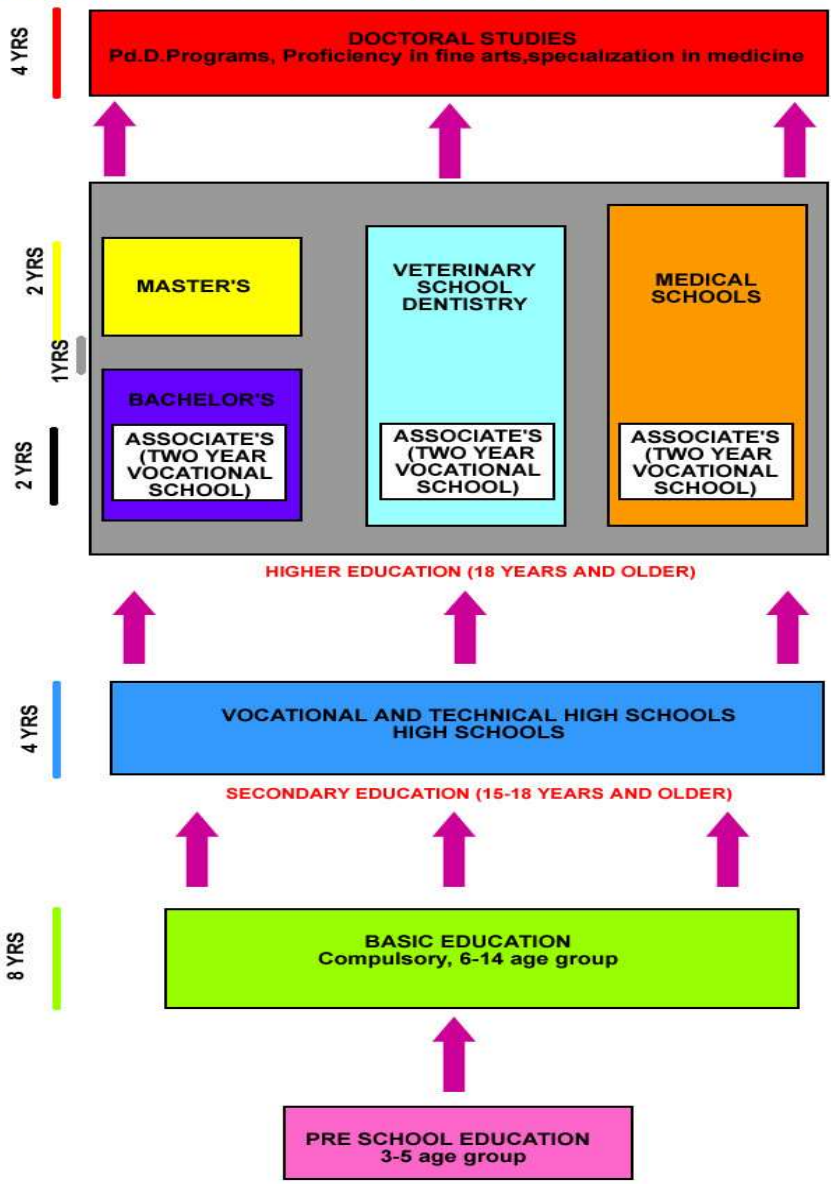 4 YRS
DOCTORAL STUDIES
Pd.D.Programs, Proficiency in fine arts,specialization in medicine
2 YRS
MASTER'S
VETERINARY
SCHOOL
DENTISTRY
MEDICAL
SCHOOLS
1YRS
BACHELOR'S
2 YRS
ASSOCIATE'S
(TWO YEAR
VOCATIONAL
SCHOOL)
ASSOCIATE'S
(TWO YEAR
VOCATIONAL
SCHOOL)
ASSOCIATE'S
(TWO YEAR
VOCATIONAL
SCHOOL)
HIGHER EDUCATION (18 YEARS AND OLDER)
4 YRS
VOCATIONAL AND TECHNICAL HIGH SCHOOLS
HIGH SCHOOLS
SECONDARY EDUCATION (15-18 YEARS AND OLDER)
8 YRS
BASIC EDUCATION
Compulsory, 6-14 age group
PRE SCHOOL EDUCATION
3-5 age group